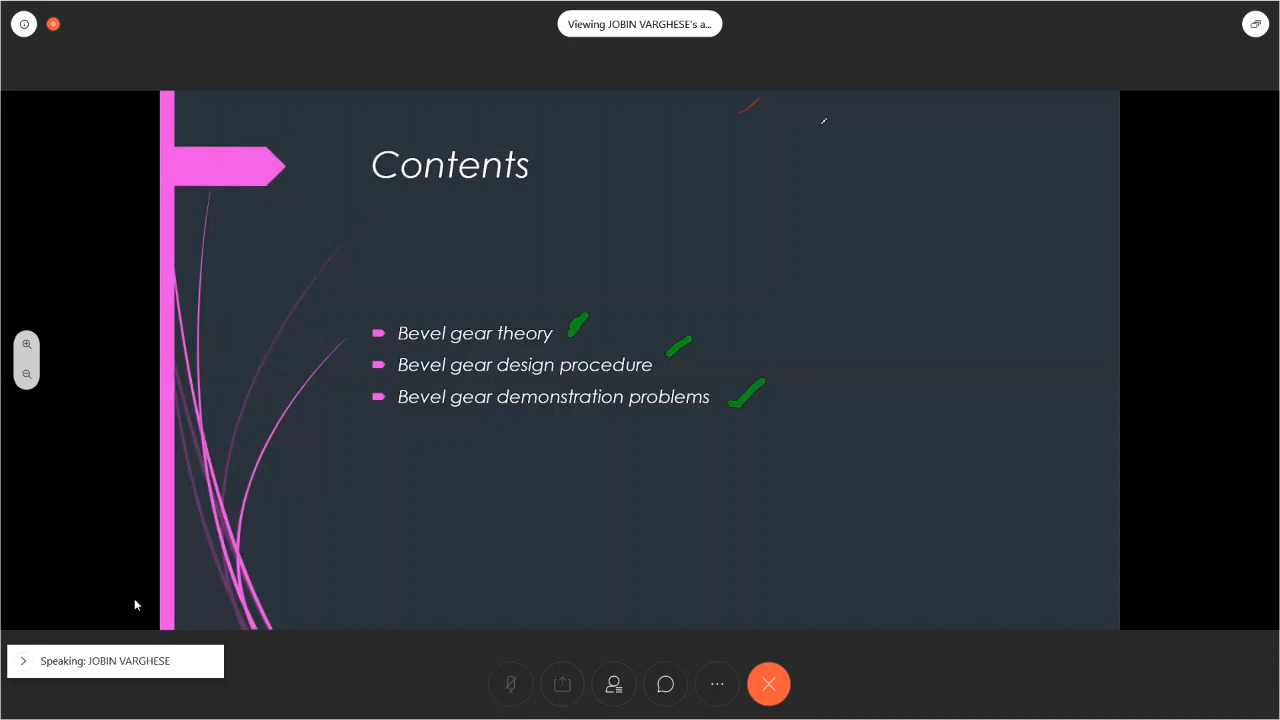 Viewing JOBIN VARGHESE's a...
Contents
Bevel gear theory
Bevel gear design procedure
Bevel gear demonstration problems
Speaking: JOBIN VARGHESE